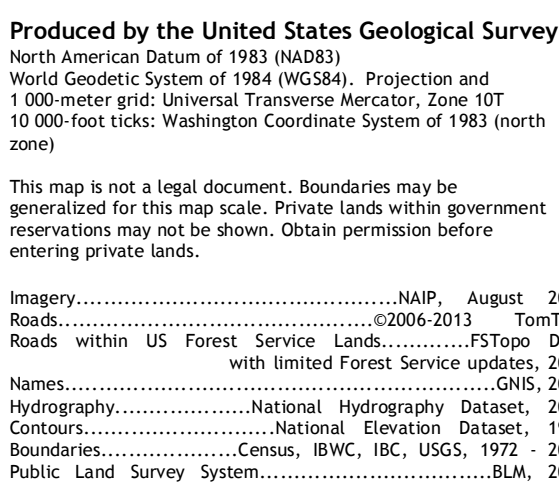 Produced by the United States Geological Survey
North American Datum of 1983 (NAD83)
World Geodetic System of 1984 (WGS84). Projection and
1 000-meter grid: Universal Transverse Mercator, Zone 10T
10 000-foot ticks: Washington Coordinate System of 1983 (north
zone)
This map is not a legal document. Boundaries may be
generalized for this map scale. Private lands within government
reservations may not be shown. Obtain permission before
entering private lands.
Imagery................................................NAIP, August
Roads...............................................©2006-2013
Roads within US Forest Service Lands.............FSTopo
with limited Forest Service updates,
Names................................................................GNIS,
Hydrography....................National Hydrography Dataset,
Contours........................National Elevation Dataset,
Boundaries....................Census, IBWC, IBC, USGS, 1972 -
Public Land Survey System..................................BLM,